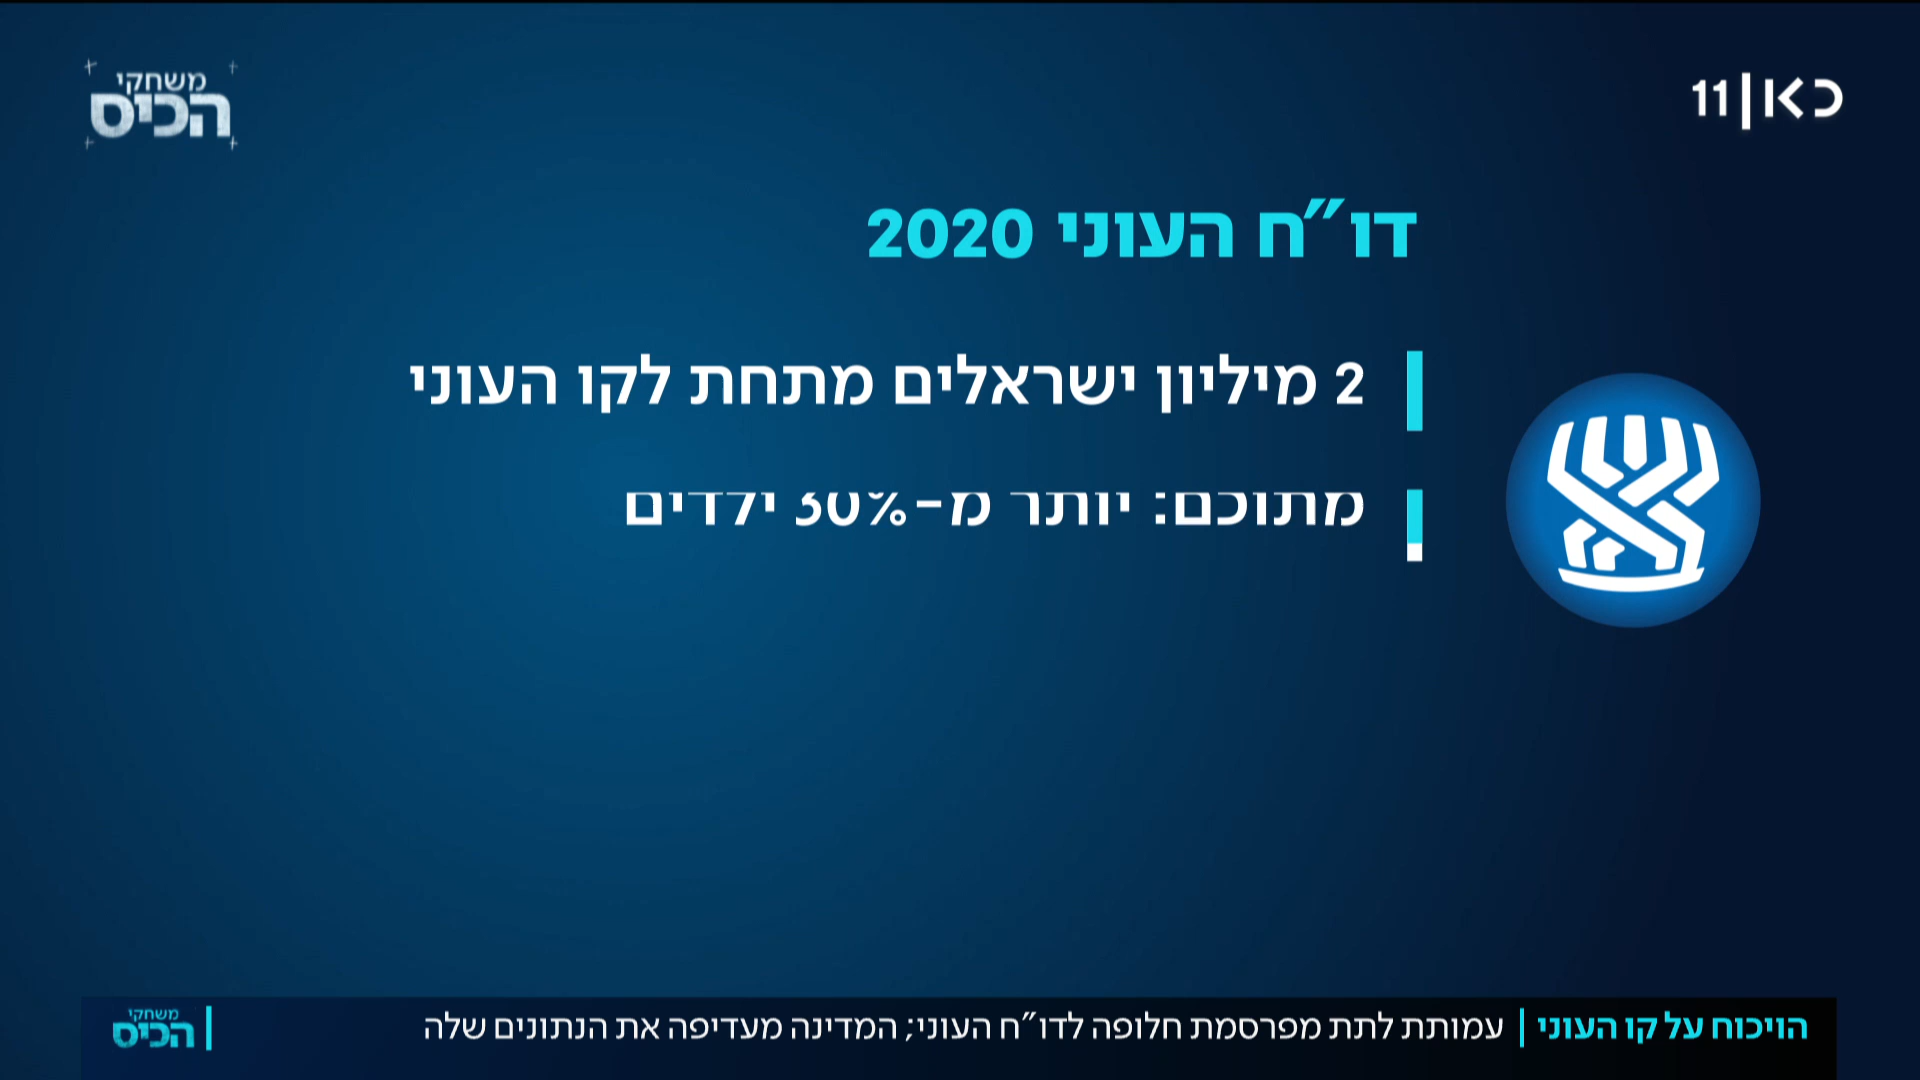 משחקי
הכיס
כאן 11
דו"ח העוני 2020
2 מיליון ישראלים מתחת לקו העוני
מתוכם: יותר מ-30% ילדים
הויכוח על קו העוני | עמותת לתת מפרסמת חלופה לדו"ח העוני; המדינה מעדיפה את הנתונים שלה
משחקי
הכיס